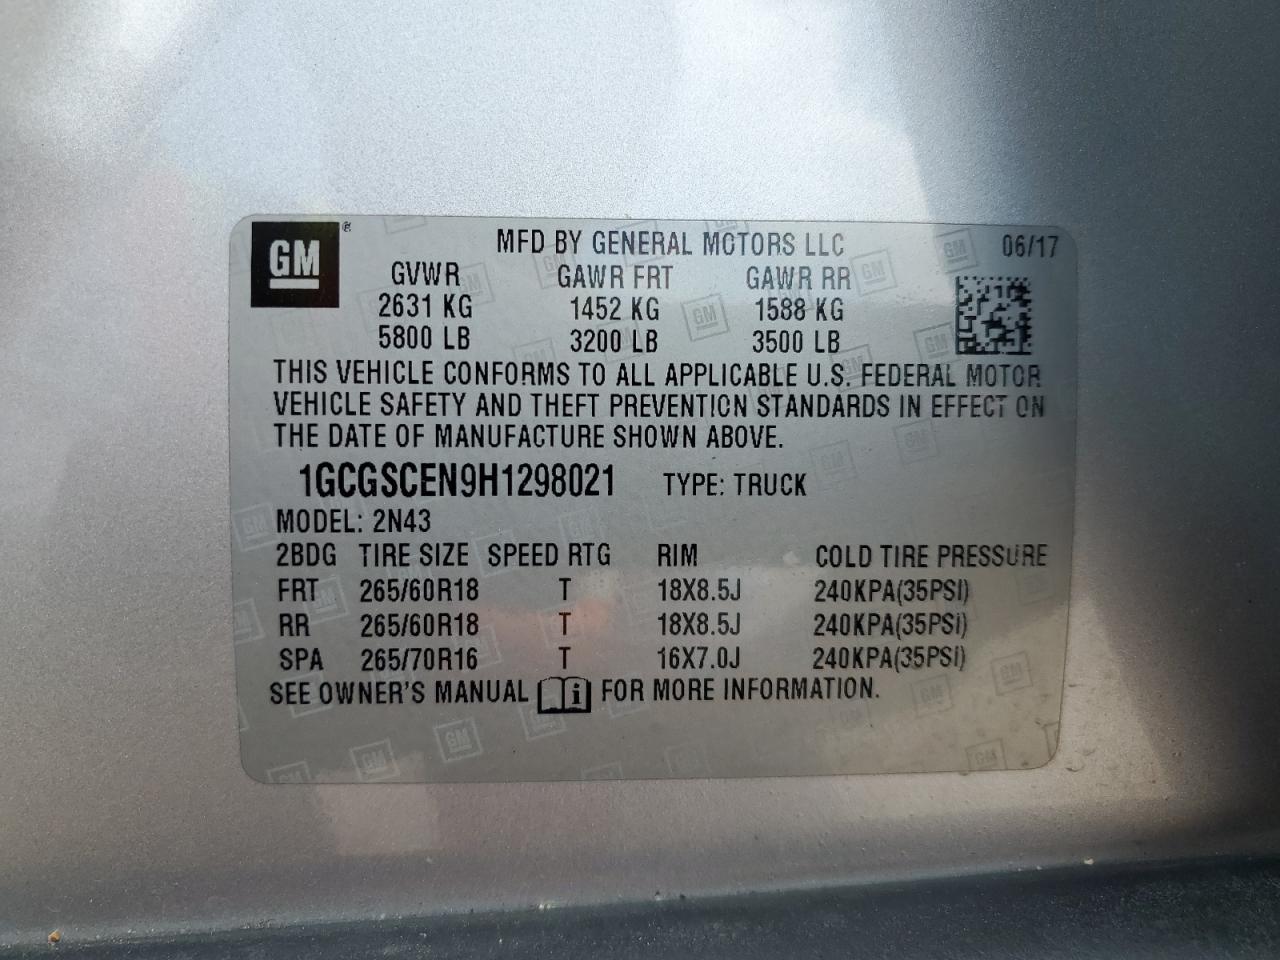 GM ®
MFD BY GENERAL MOTORS LLC 06/17
GVWR GAWR FRT GAWR RR
2631 KG 1452 KG 1588 KG
5800 LB 3200 LB 3500 LB
THIS VEHICLE CONFORMS TO ALL APPLICABLE U.S. FEDERAL MOTOR
VEHICLE SAFETY AND THEFT PREVENTION STANDARDS IN EFFECT ON
THE DATE OF MANUFACTURE SHOWN ABOVE.
1GCGSCEN9H1298021 TYPE: TRUCK
MODEL: 2N43
2BDG TIRE SIZE SPEED RTG RIM COLD TIRE PRESSURE
FRT 265/60R18 T 18X8.5J 240KPA(35PSI)
RR 265/60R18 T 18X8.5J 240KPA(35PSI)
SPA 265/70R16 T 16X7.0J 240KPA(35PSI)
SEE OWNER'S MANUAL i FOR MORE INFORMATION.